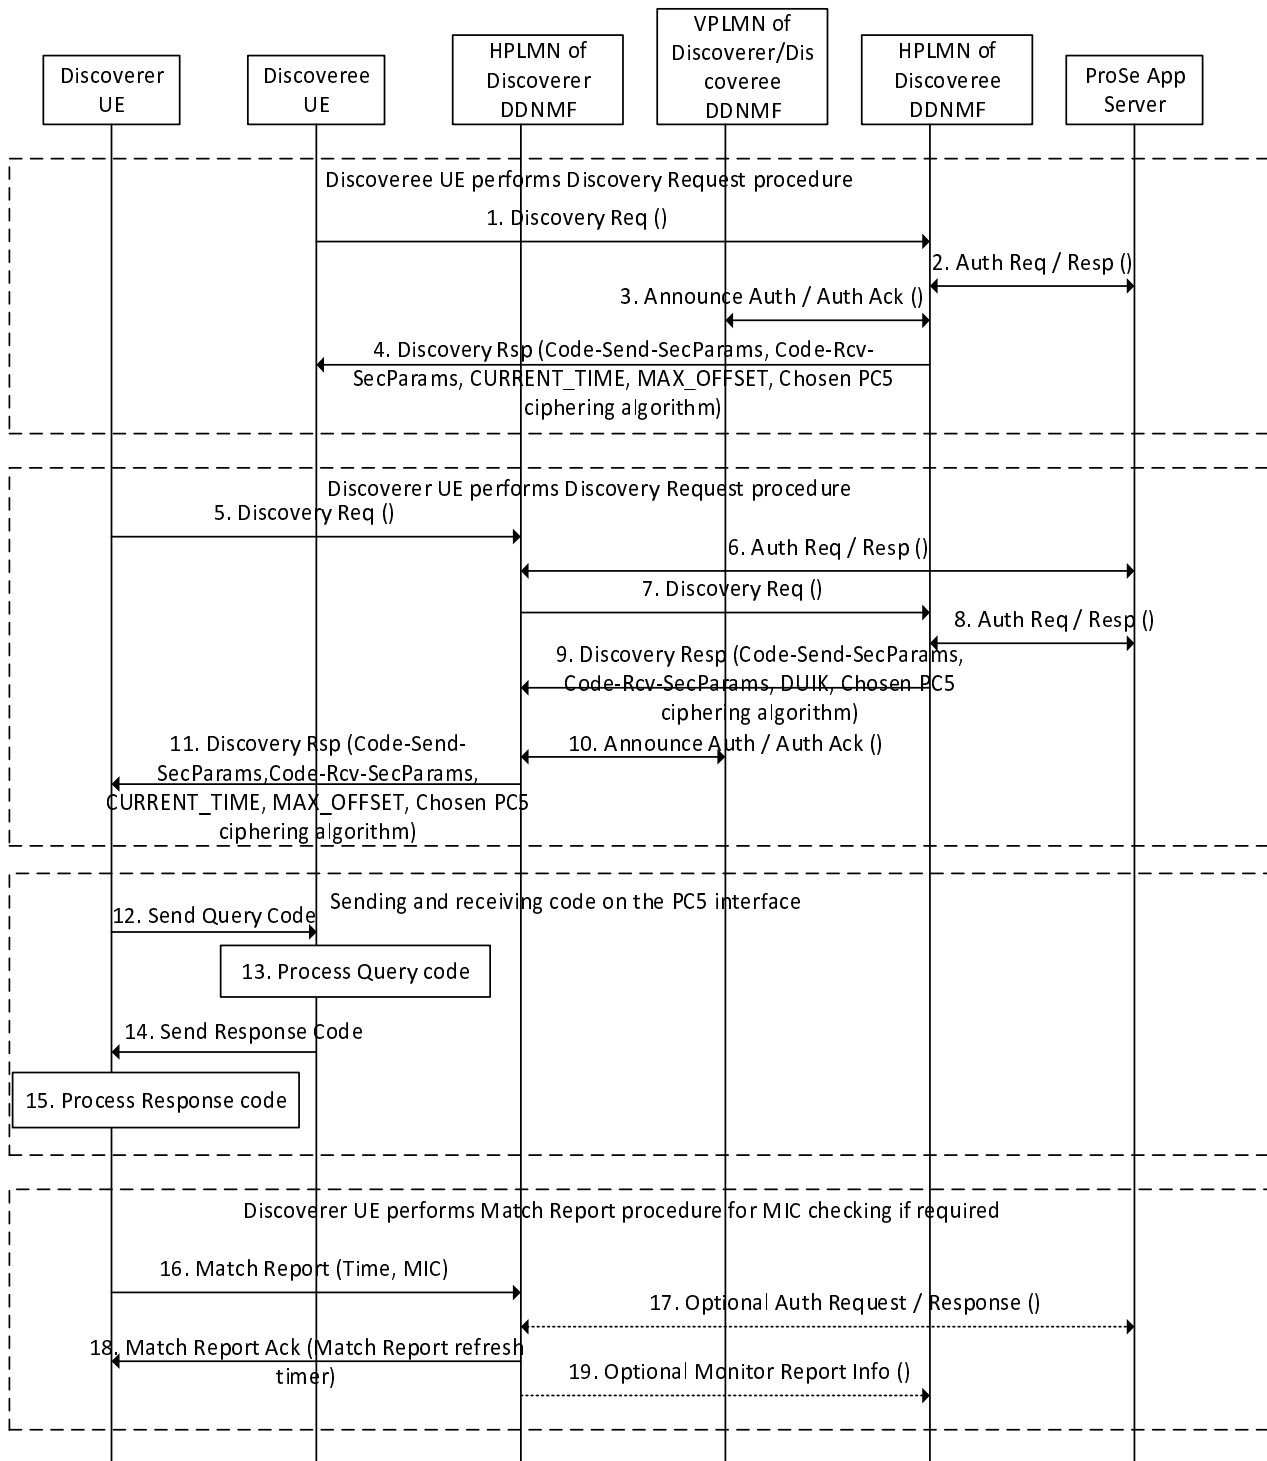 Discoverer
UE
Discoveree
UE
HPLMN of
Discoverer
DDNMF
VPLMN of
Discoverer/Dis
coveree
DDNMF
HPLMN of
Discoveree
DDNMF
ProSe App
Server
Discoveree UE performs Discovery Request procedure
1. Discovery Req ()
2. Auth Req / Resp ()
3. Announce Auth / Auth Ack ()
4. Discovery Rsp (Code-Send-SecParams, Code-Rcv-
SecParams, CURRENT_TIME, MAX_OFFSET, Chosen PC5
ciphering algorithm)
Discoverer UE performs Discovery Request procedure
5. Discovery Req ()
6. Auth Req / Resp ()
7. Discovery Req ()
8. Auth Req / Resp ()
9. Discovery Resp (Code-Send-SecParams,
Code-Rcv-SecParams, DUIK, Chosen PC5
ciphering algorithm)
10. Announce Auth / Auth Ack ()
11. Discovery Rsp (Code-Send-
SecParams,Code-Rcv-SecParams,
CURRENT_TIME, MAX_OFFSET, Chosen PC5
ciphering algorithm)
Sending and receiving code on the PC5 interface
12. Send Query Code
13. Process Query code
14. Send Response Code
15. Process Response code
Discoverer UE performs Match Report procedure for MIC checking if required
16. Match Report (Time, MIC)
17. Optional Auth Request / Response ()
18. Match Report Ack (Match Report refresh
timer)
19. Optional Monitor Report Info ()